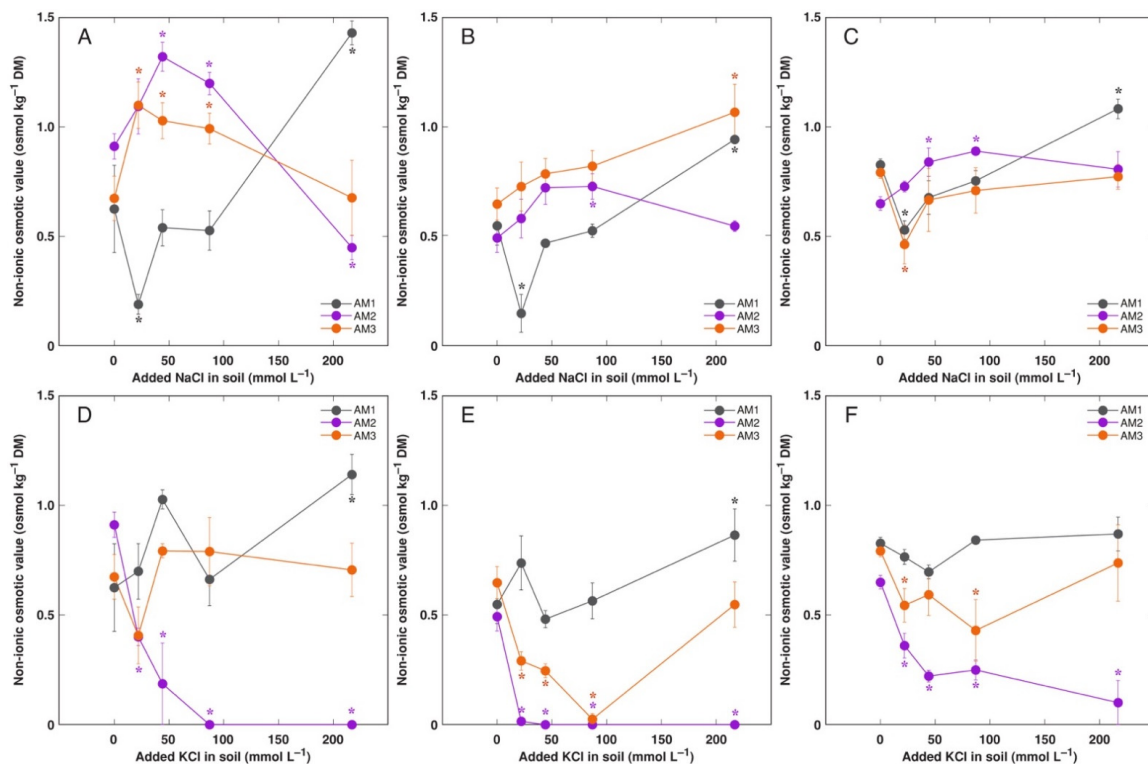 A
Non-ionic osmotic value (osmol kg⁻¹ DM)
1.5
1.0
0.5
0
* * * * * * * *
AM1
AM2
AM3
0 50 100 150 200
Added NaCl in soil (mmol L⁻¹)
B
Non-ionic osmotic value (osmol kg⁻¹ DM)
1.5
1.0
0.5
0
* * * *
AM1
AM2
AM3
0 50 100 150 200
Added NaCl in soil (mmol L⁻¹)
C
Non-ionic osmotic value (osmol kg⁻¹ DM)
1.5
1.0
0.5
0
* * * * *
AM1
AM2
AM3
0 50 100 150 200
Added NaCl in soil (mmol L⁻¹)
D
Non-ionic osmotic value (osmol kg⁻¹ DM)
1.5
1.0
0.5
0
* * * * *
AM1
AM2
AM3
0 50 100 150 200
Added KCl in soil (mmol L⁻¹)
E
Non-ionic osmotic value (osmol kg⁻¹ DM)
1.5
1.0
0.5
0
* * * * * * * *
AM1
AM2
AM3
0 50 100 150 200
Added KCl in soil (mmol L⁻¹)
F
Non-ionic osmotic value (osmol kg⁻¹ DM)
1.5
1.0
0.5
0
* * * * * *
AM1
AM2
AM3
0 50 100 150 200
Added KCl in soil (mmol L⁻¹)